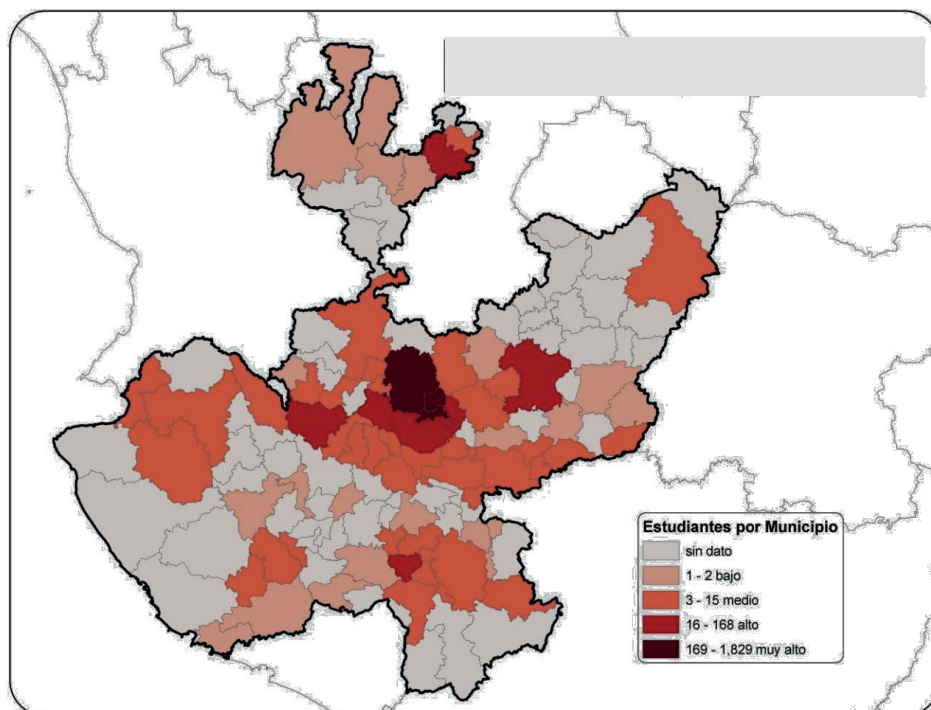 Estudiantes por Municipio
sin dato
1 - 2 bajo
3 - 15 medio
16 - 168 alto
169 - 1,829 muy alto